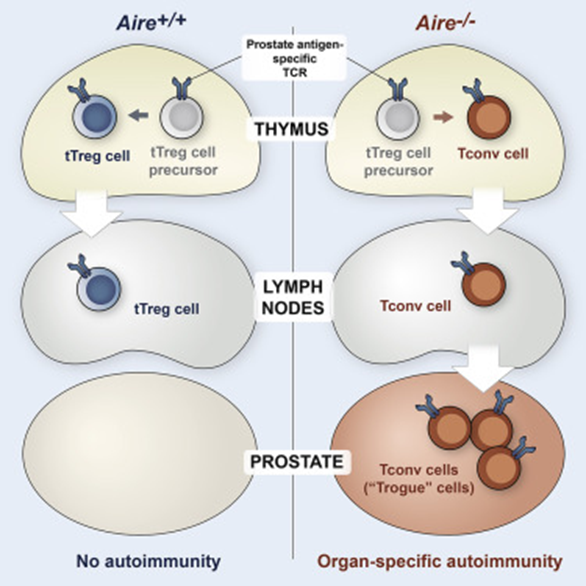 Aire+/+
Aire-/-
Prostate antigen-
specific
TCR
THYMUS
tTreg cell
tTreg cell
precursor
tTreg cell
precursor
Tconv cell
LYMPH
NODES
tTreg cell
Tconv cell
PROSTATE
Tconv cells
(“Trogue” cells)
No autoimmunity
Organ-specific autoimmunity